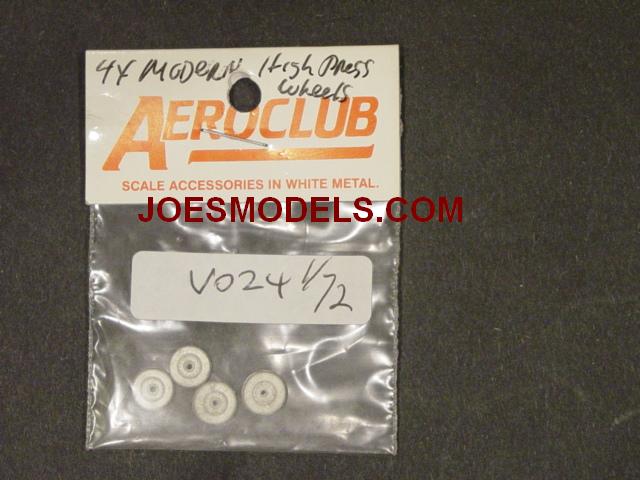 4X MODERN High Press
Wheels
AEROCLUB
SCALE ACCESSORIES IN WHITE METAL.
JOESMODELS.COM
V024 1/72